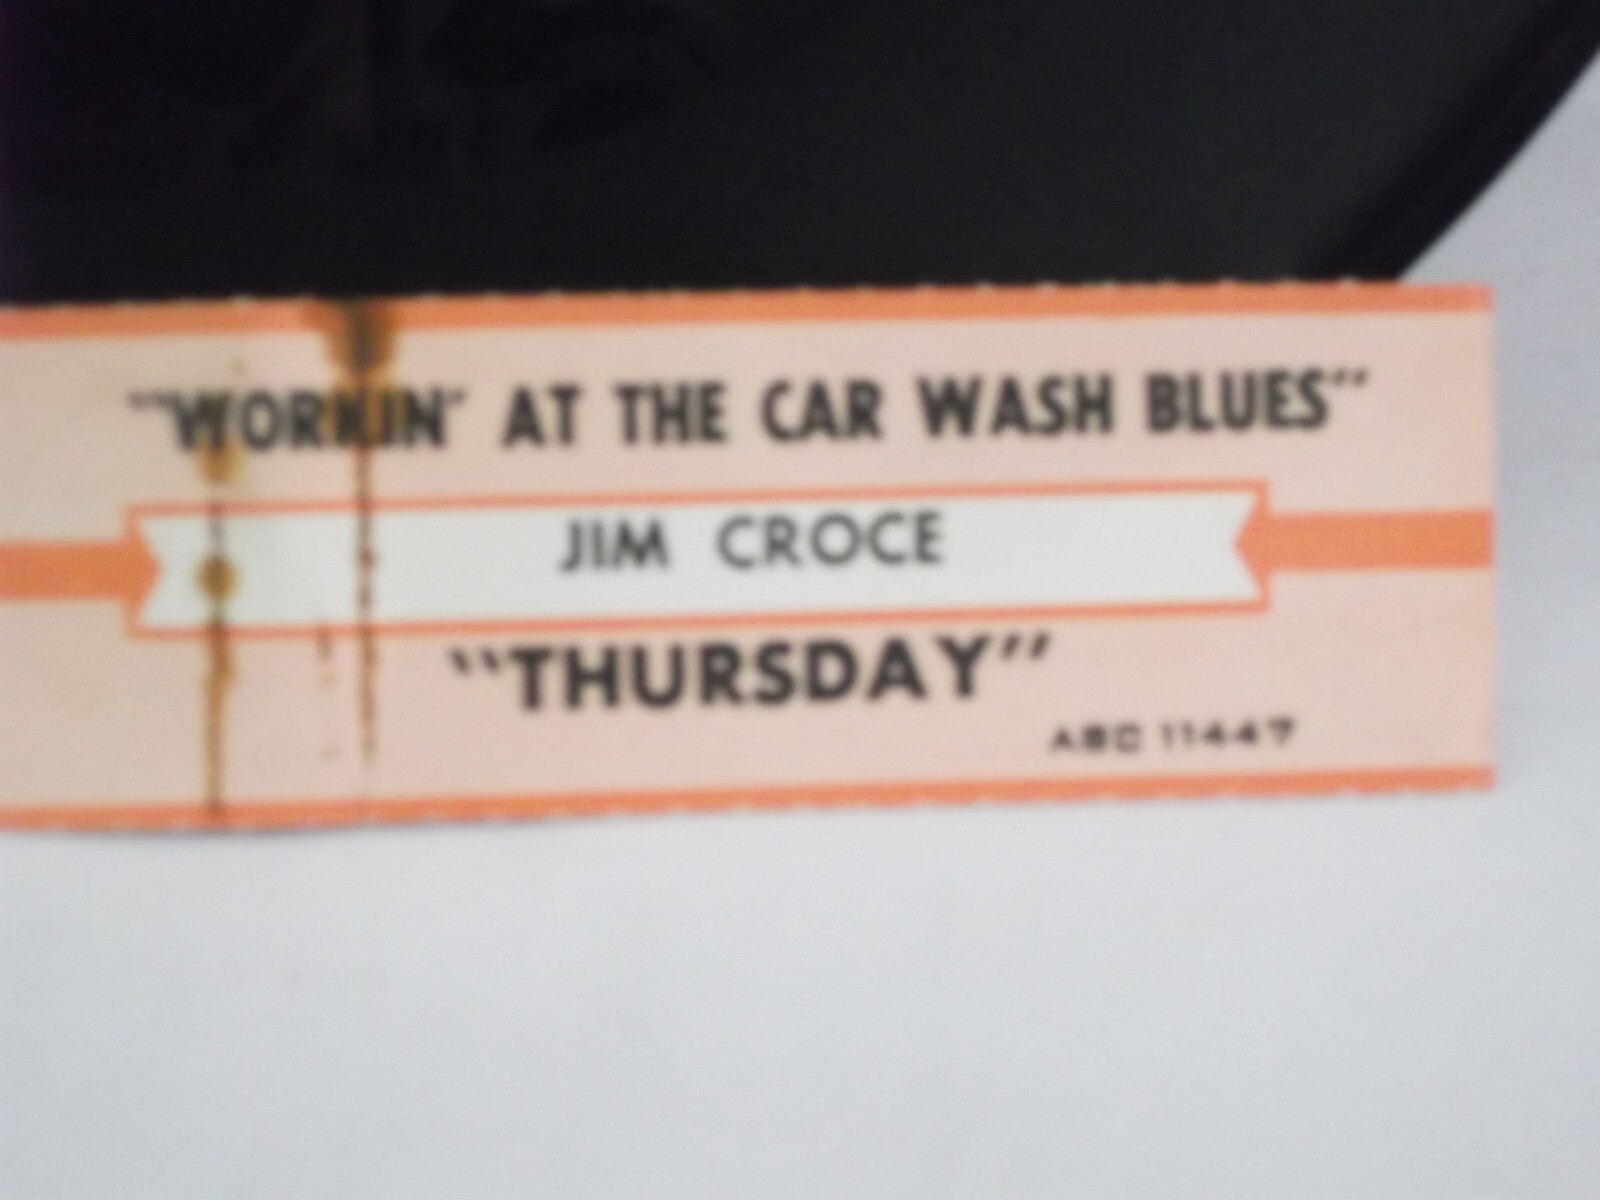 "WORKIN' AT THE CAR WASH BLUES"
JIM CROCE
"THURSDAY"
ABC 11447